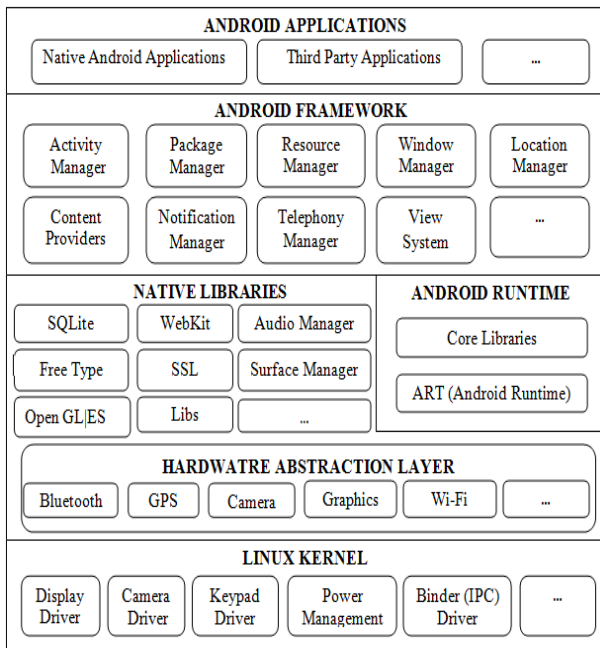 ANDROID APPLICATIONS
Native Android Applications
Third Party Applications
...
ANDROID FRAMEWORK
Activity
Manager
Package
Manager
Resource
Manager
Window
Manager
Location
Manager
Content
Providers
Notification
Manager
Telephony
Manager
View
System
...
NATIVE LIBRARIES
SQLite
WebKit
Audio Manager
Free Type
SSL
Surface Manager
Open GL|ES
Libs
...
ANDROID RUNTIME
Core Libraries
ART (Android Runtime)
HARDWATRE ABSTRACTION LAYER
Bluetooth
GPS
Camera
Graphics
Wi-Fi
...
LINUX KERNEL
Display
Driver
Camera
Driver
Keypad
Driver
Power
Management
Binder (IPC)
Driver
...